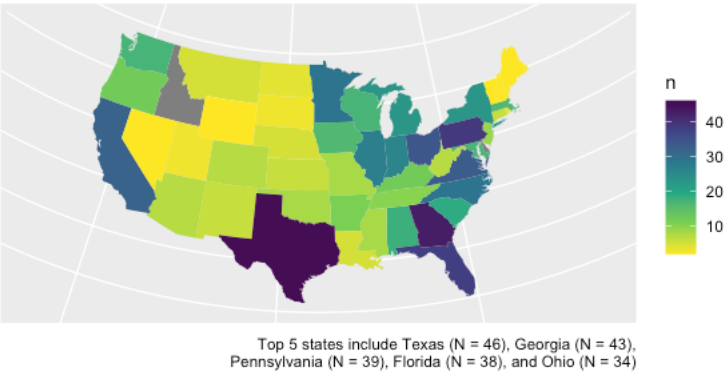 n
40
30
20
10
Top 5 states include Texas (N = 46), Georgia (N = 43),
Pennsylvania (N = 39), Florida (N = 38), and Ohio (N = 34)